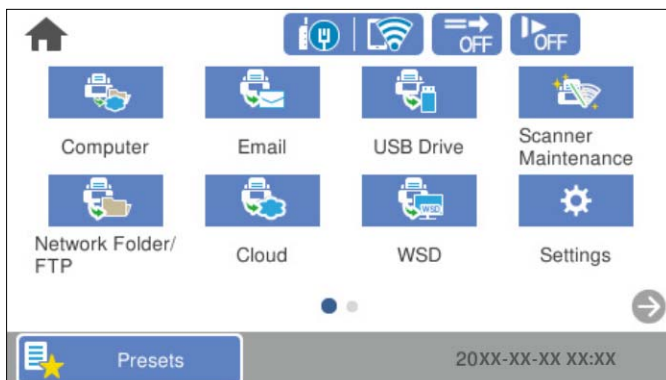 OFF
OFF
Computer
Email
USB Drive
Scanner
Maintenance
WSD
Network Folder/
FTP
Cloud
WSD
Settings
Presets
20XX-XX-XX XX:XX